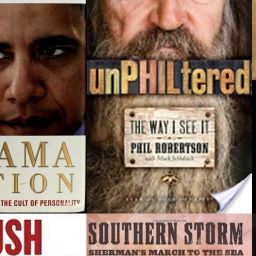 AMA
TION
THE CULT OF PERSONALITY
unPHILtered
THE WAY I SEE IT
PHIL ROBERTSON
with Mark Schlabach
USH
SOUTHERN STORM
SHERMAN'S MARCH TO THE SEA